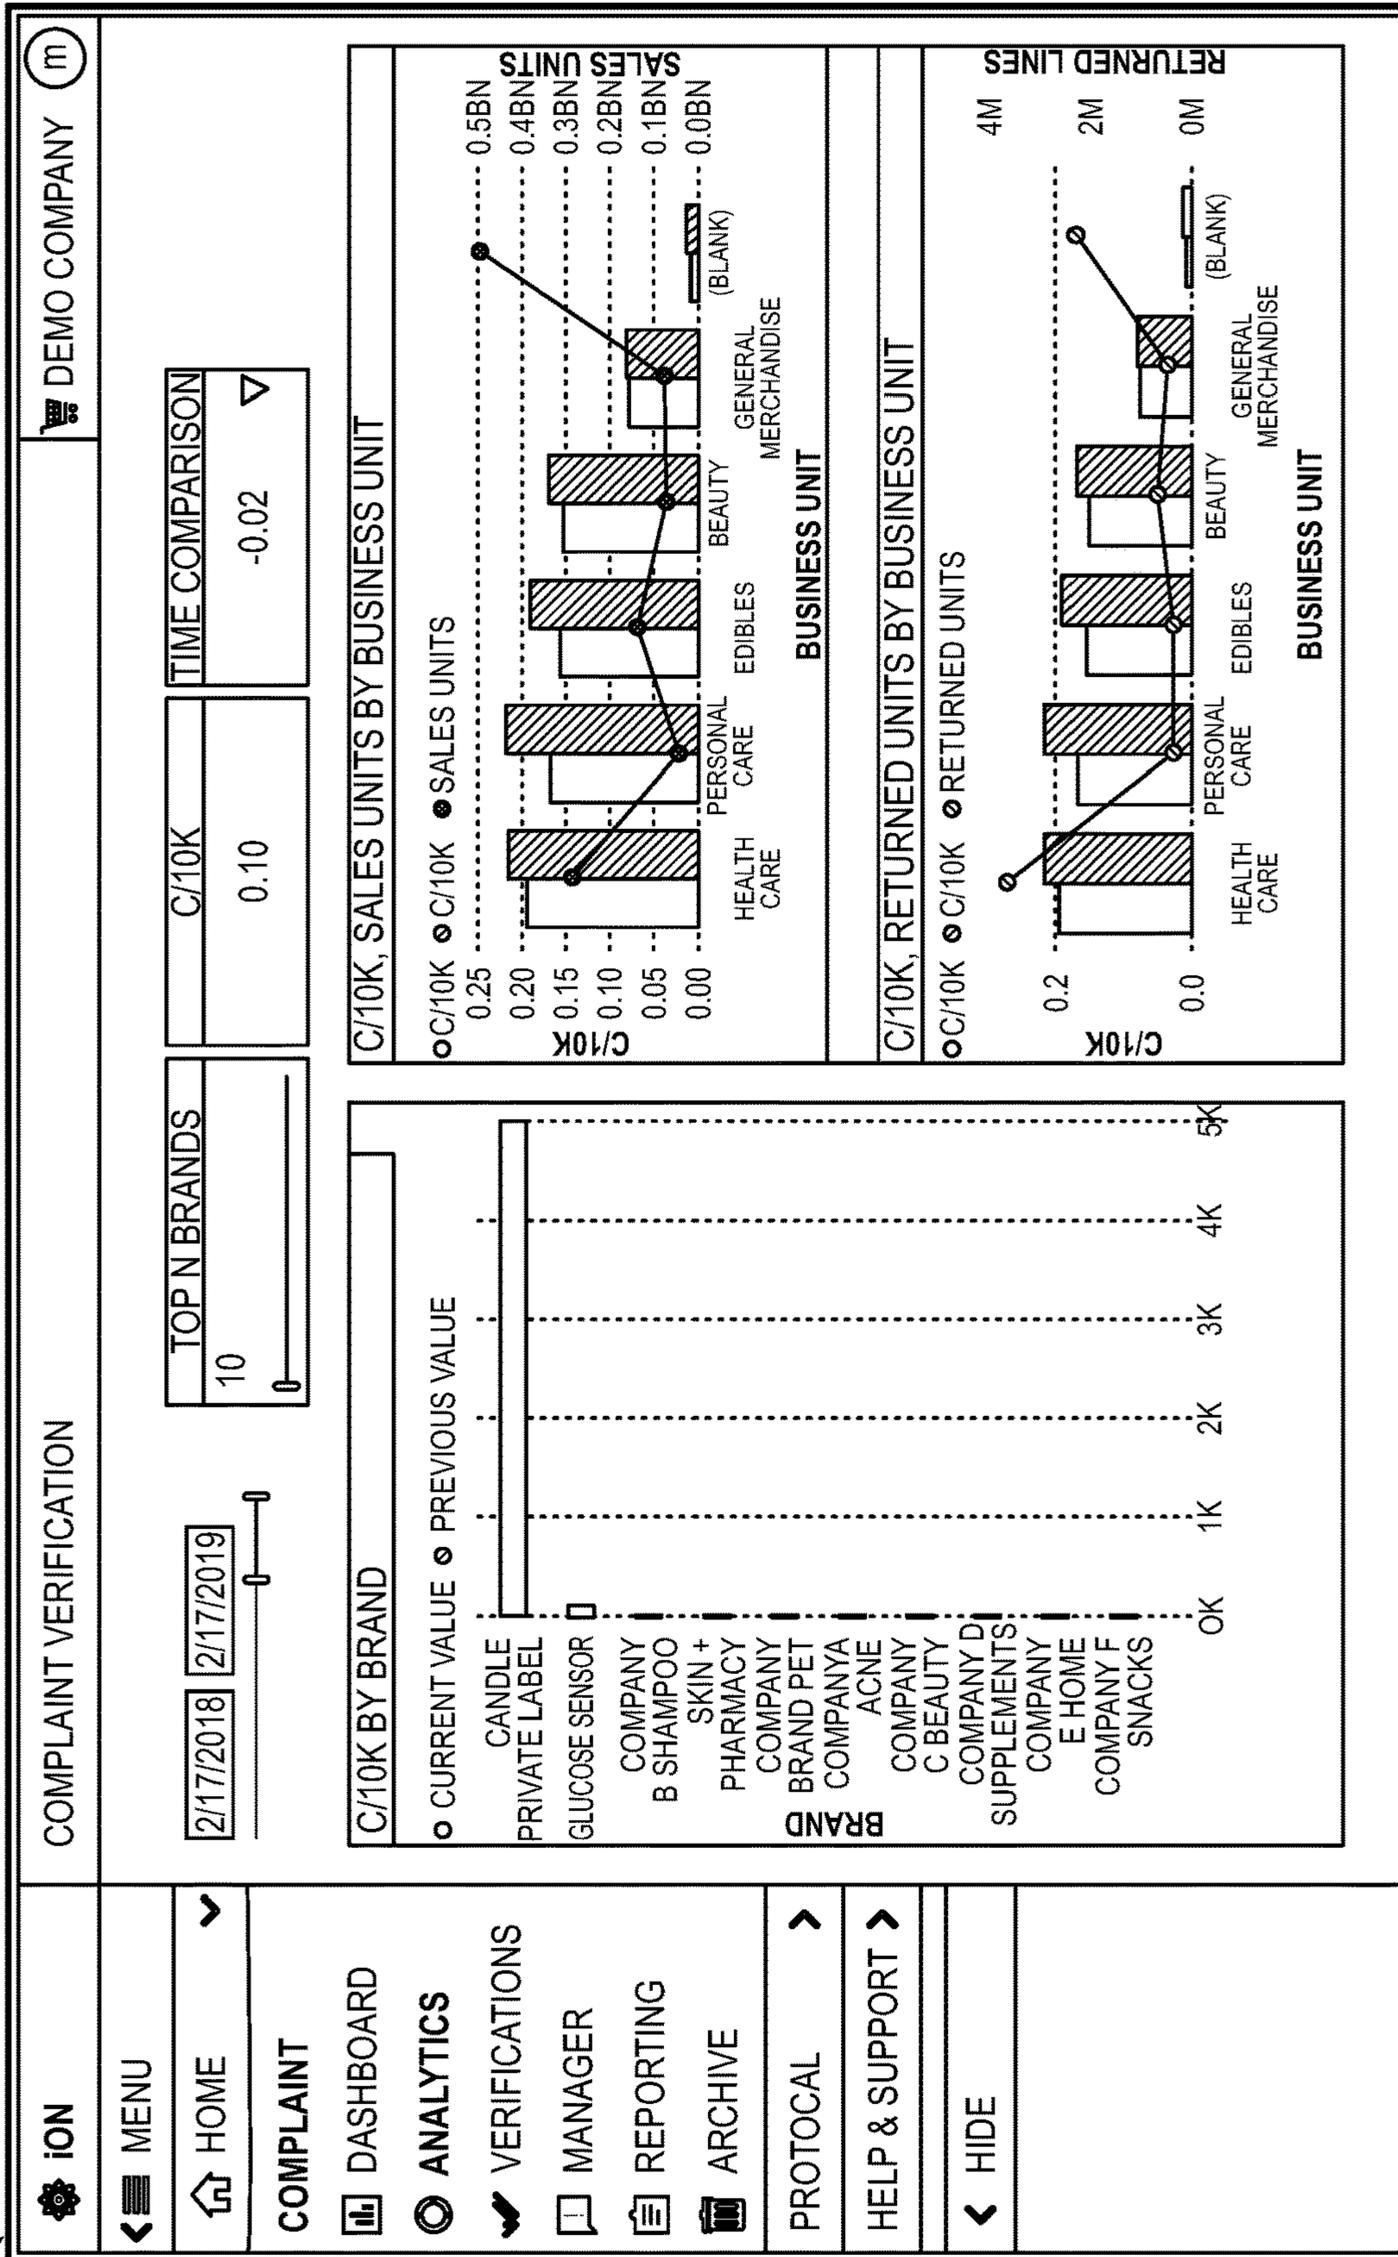 iON
COMPLAINT VERIFICATION
DEMO COMPANY
m
MENU
HOME
COMPLAINT
DASHBOARD
ANALYTICS
VERIFICATIONS
MANAGER
REPORTING
ARCHIVE
PROTOCAL
HELP & SUPPORT
HIDE
2/17/2018 2/17/2019
TOP N BRANDS
10
C/10K
0.10
TIME COMPARISON
-0.02
C/10K BY BRAND
CURRENT VALUE PREVIOUS VALUE
BRAND
CANDLE
PRIVATE LABEL
GLUCOSE SENSOR
COMPANY
B SHAMPOO
SKIN +
PHARMACY
COMPANY
BRAND PET
COMPANYA
ACNE
COMPANY
C BEAUTY
COMPANY D
SUPPLEMENTS
COMPANY
E HOME
COMPANY F
SNACKS
OK 1K 2K 3K 4K 5K
C/10K, SALES UNITS BY BUSINESS UNIT
C/10K C/10K SALES UNITS
C/10K
0.25
0.20
0.15
0.10
0.05
0.00
0.5BN
0.4BN
0.3BN
0.2BN
0.1BN
0.0BN
SALES UNITS
HEALTH
CARE
PERSONAL
CARE
EDIBLES
BEAUTY
GENERAL
MERCHANDISE
(BLANK)
BUSINESS UNIT
C/10K, RETURNED UNITS BY BUSINESS UNIT
C/10K C/10K RETURNED UNITS
C/10K
0.2
0.0
4M
2M
0M
RETURNED LINES
HEALTH
CARE
PERSONAL
CARE
EDIBLES
BEAUTY
GENERAL
MERCHANDISE
(BLANK)
BUSINESS UNIT